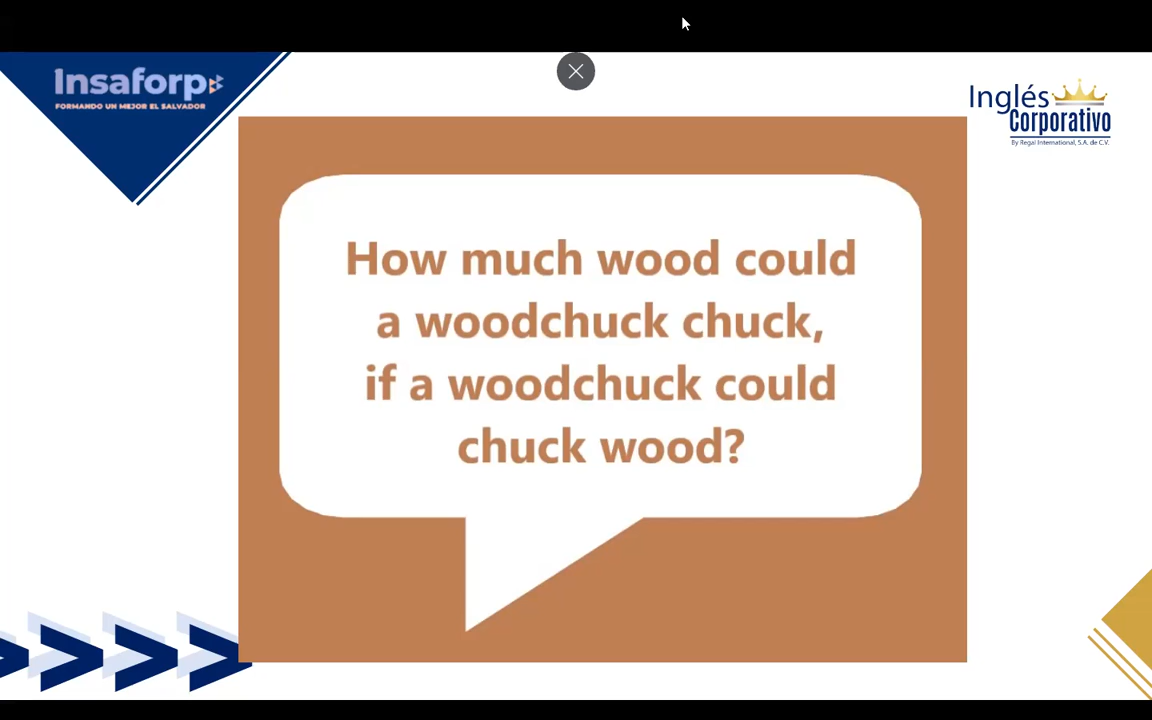 Insaforp
FORMANDO UN MEJOR EL SALVADOR
Inglés
Corporativo
By Regal International, S.A. de C.V.
How much wood could
a woodchuck chuck,
if a woodchuck could
chuck wood?